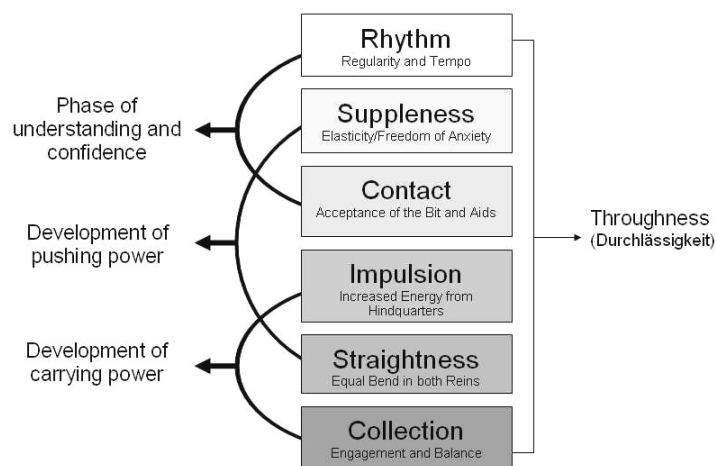 Rhythm
Regularity and Tempo
Suppleness
Elasticity/Freedom of Anxiety
Contact
Acceptance of the Bit and Aids
Impulsion
Increased Energy from
Hindquarters
Straightness
Equal Bend in both Reins
Collection
Engagement and Balance
Phase of
understanding and
confidence
Development of
pushing power
Development of
carrying power
Throughness
(Durchlässigkeit)